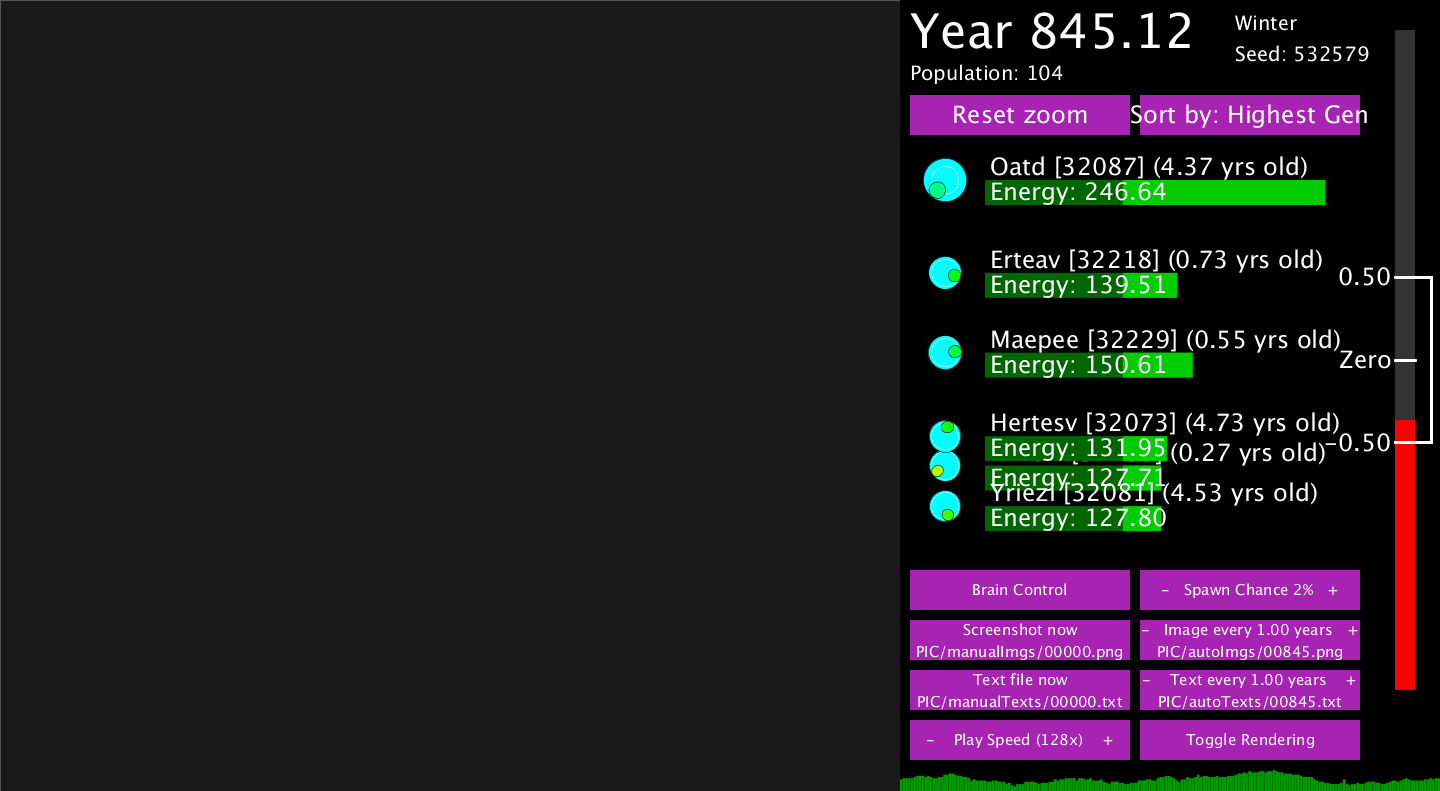 Year 845.12
Winter
Seed: 532579
Population: 104
Reset zoom
Sort by: Highest Gen
Oatd [32087] (4.37 yrs old)
Energy: 246.64
Erteav [32218] (0.73 yrs old)
Energy: 139.51
0.50
Maepee [32229] (0.55 yrs old)
Energy: 150.61
Zero
Hertesv [32073] (4.73 yrs old)
Energy: 131.95
-0.50
(0.27 yrs old)
Energy: 127.71
Yriezl [32081] (4.53 yrs old)
Energy: 127.80
Brain Control
- Spawn Chance 2% +
Screenshot now
PIC/manualImgs/00000.png
- Image every 1.00 years +
PIC/autoImgs/00845.png
Text file now
PIC/manualTexts/00000.txt
- Text every 1.00 years +
PIC/autoTexts/00845.txt
- Play Speed (128x) +
Toggle Rendering